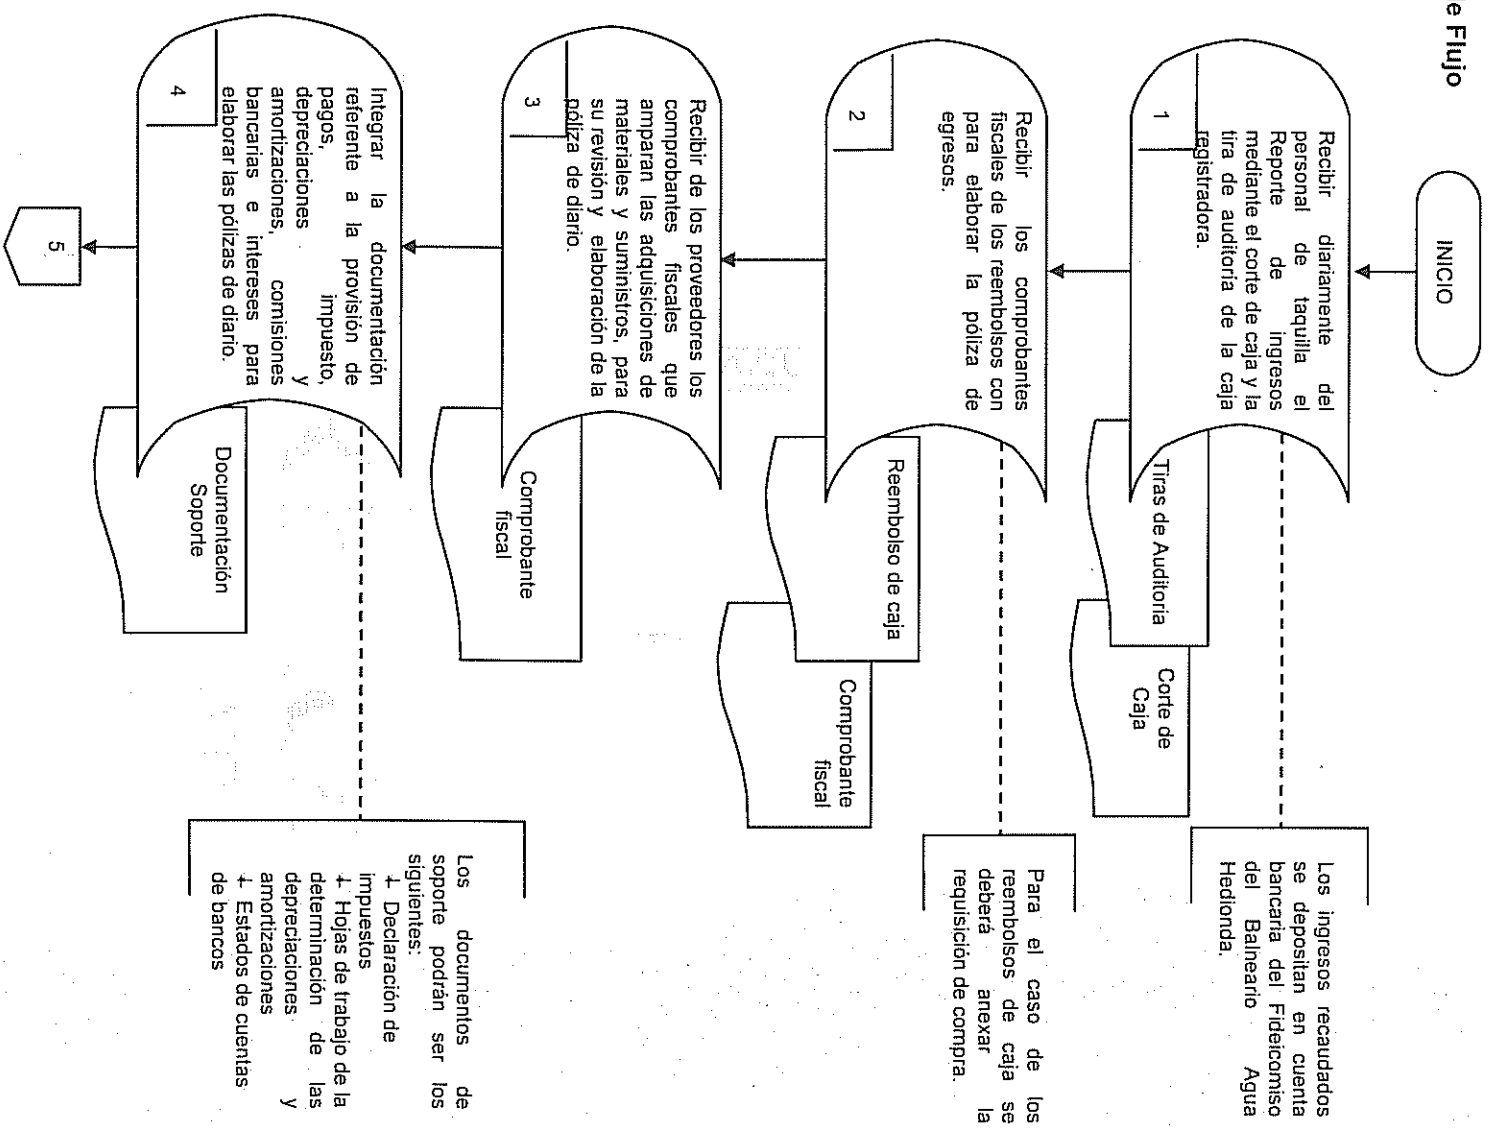 e Flujo
INICIO
Recibir diariamente del
personal de taquilla el
Reporte de ingresos
mediante el corte de caja y la
tira de auditoria de la caja
registradora.
1
Tiras de Auditoria
Corte de
Caja
Los ingresos recaudados
se depositan en cuenta
bancaria del Fideicomiso
del Balneario Agua
Hedionda.
Recibir los comprobantes
fiscales de los reembolsos con
para elaborar la póliza de
egresos.
2
Reembolso de caja
Comprobante
fiscal
Para el caso de los
reembolsos de caja se
deberá anexar la
requisición de compra.
Recibir de los proveedores los
comprobantes fiscales que
amparan las adquisiciones de
materiales y suministros, para
su revisión y elaboración de la
póliza de diario.
3
Comprobante
fiscal
Integrar la documentación
referente a la provisión de
pagos, impuesto,
depreciaciones y
amortizaciones, comisiones
bancarias e intereses para
elaborar las pólizas de diario.
4
Documentación
Soporte
Los documentos de
soporte podrán ser los
siguientes:
Declaración de
impuestos
Hojas de trabajo de la
determinación de las
depreciaciones y
amortizaciones
Estados de cuentas
de bancos
5